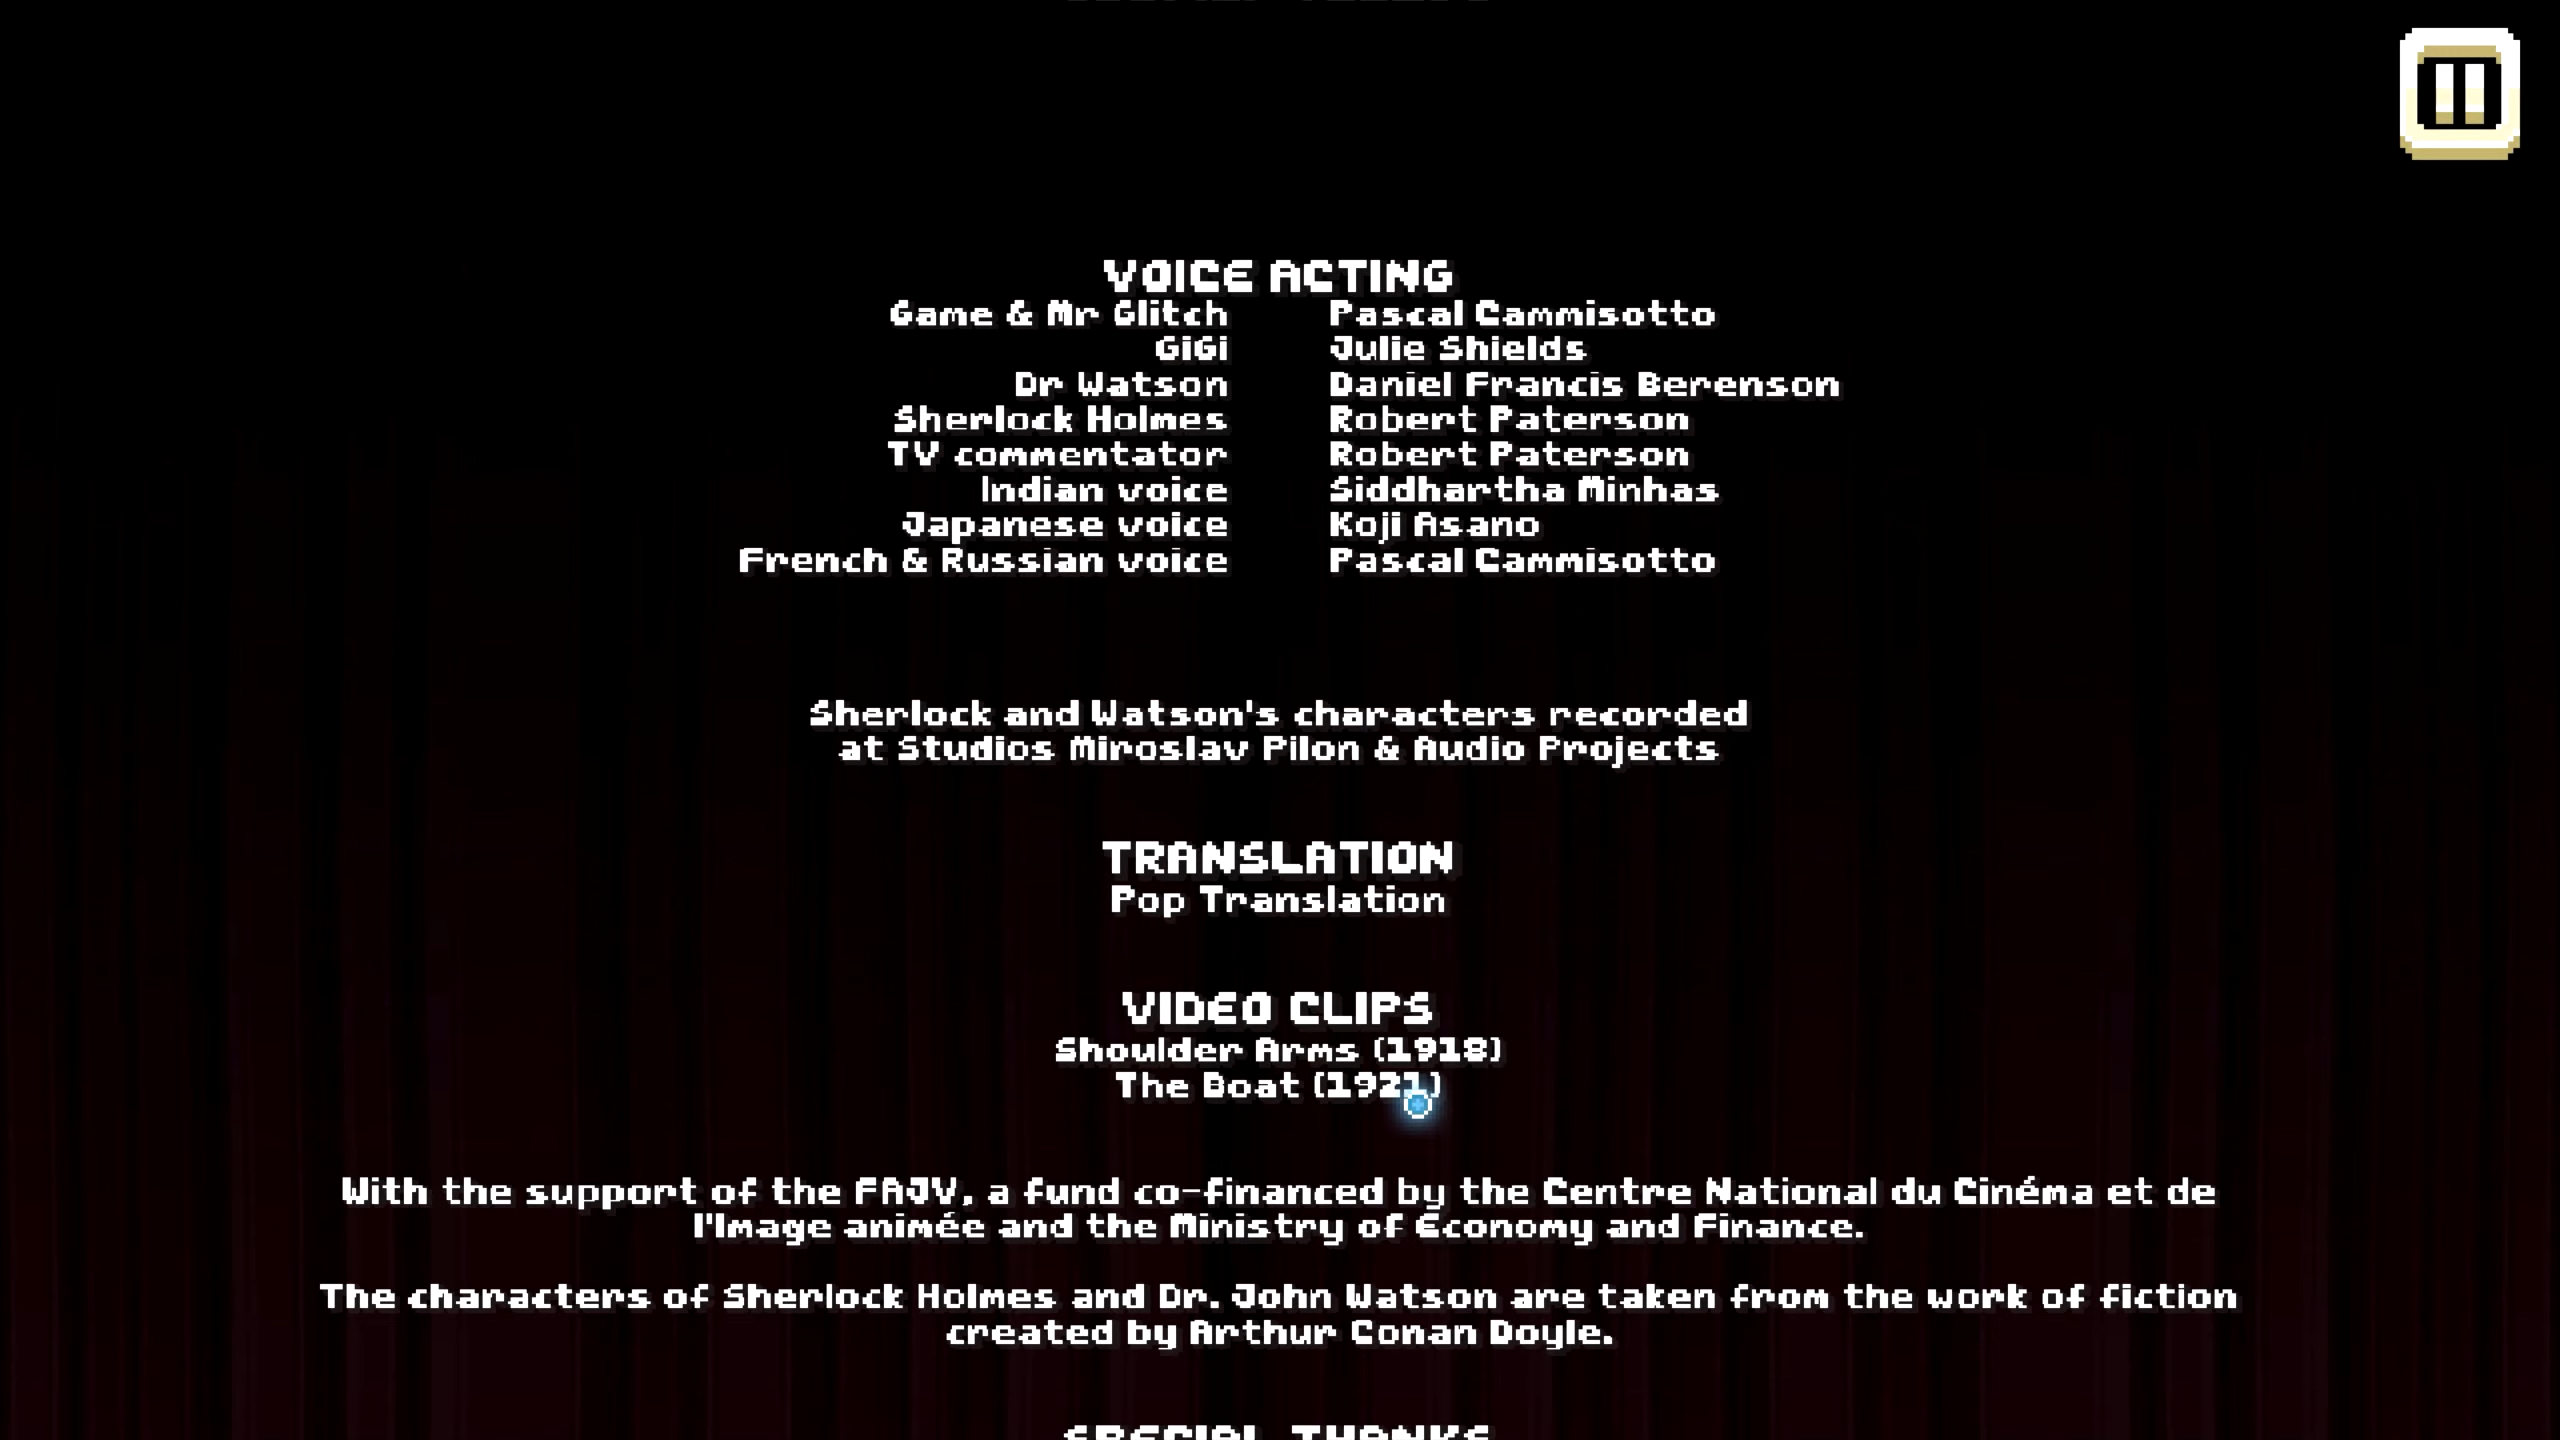 VOICE ACTING
Game & Mr Glitch Pascal Cammisotto
GiGi Julie Shields
Dr Watson Daniel Francis Berenson
Sherlock Holmes Robert Paterson
TV commentator Robert Paterson
Indian voice Siddhartha Minhas
Japanese voice Koji Asano
French & Russian voice Pascal Cammisotto
Sherlock and Watson's characters recorded
at Studios Miroslav Pilon & Audio Projects
TRANSLATION
Pop Translation
VIDEO CLIPS
Shoulder Arms (1918)
The Boat (1921)
With the support of the FAJV, a fund co-financed by the Centre National du Cinéma et de
l'Image animée and the Ministry of Economy and Finance.
The characters of Sherlock Holmes and Dr. John Watson are taken from the work of fiction
created by Arthur Conan Doyle.
SPECIAL THANKS